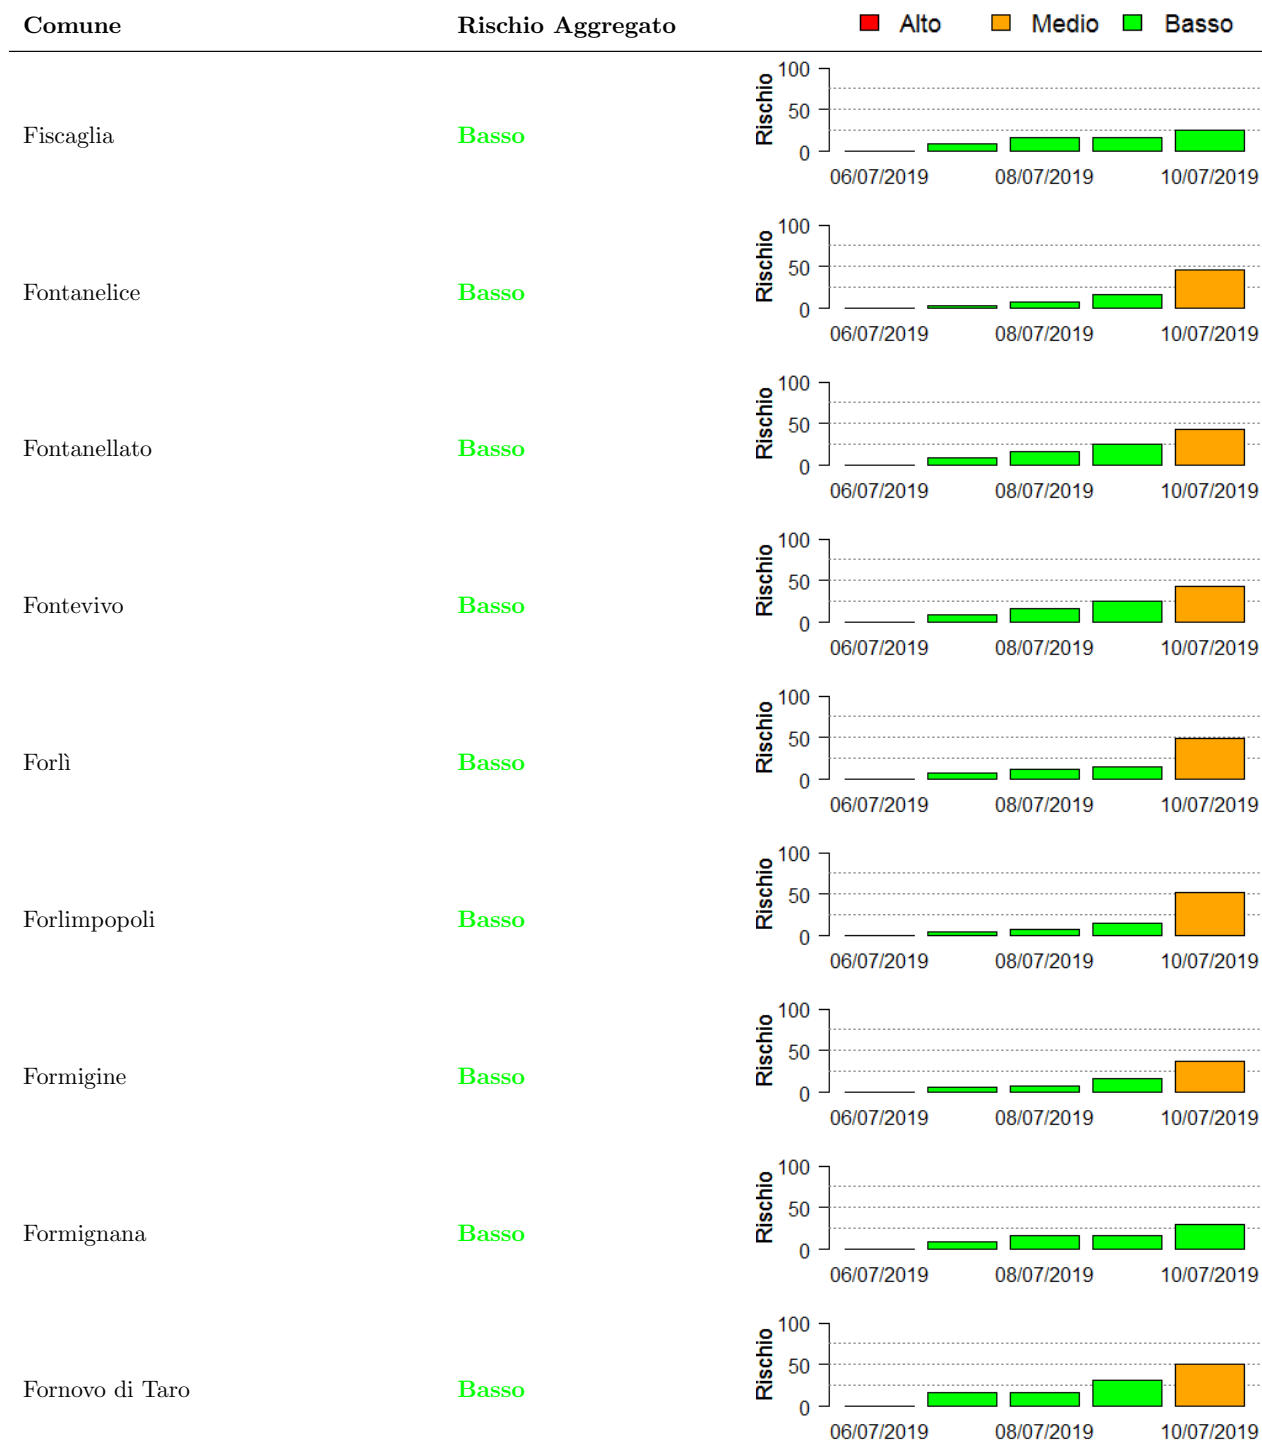 Comune Rischio Aggregato Alto Medio Basso
Fiscaglia Basso
Rischio
100
50
0
06/07/2019 08/07/2019 10/07/2019
Fontanelice Basso
Rischio
100
50
0
06/07/2019 08/07/2019 10/07/2019
Fontanellato Basso
Rischio
100
50
0
06/07/2019 08/07/2019 10/07/2019
Fontevivo Basso
Rischio
100
50
0
06/07/2019 08/07/2019 10/07/2019
Forlì Basso
Rischio
100
50
0
06/07/2019 08/07/2019 10/07/2019
Forlimpopoli Basso
Rischio
100
50
0
06/07/2019 08/07/2019 10/07/2019
Formigine Basso
Rischio
100
50
0
06/07/2019 08/07/2019 10/07/2019
Formignana Basso
Rischio
100
50
0
06/07/2019 08/07/2019 10/07/2019
Fornovo di Taro Basso
Rischio
100
50
0
06/07/2019 08/07/2019 10/07/2019